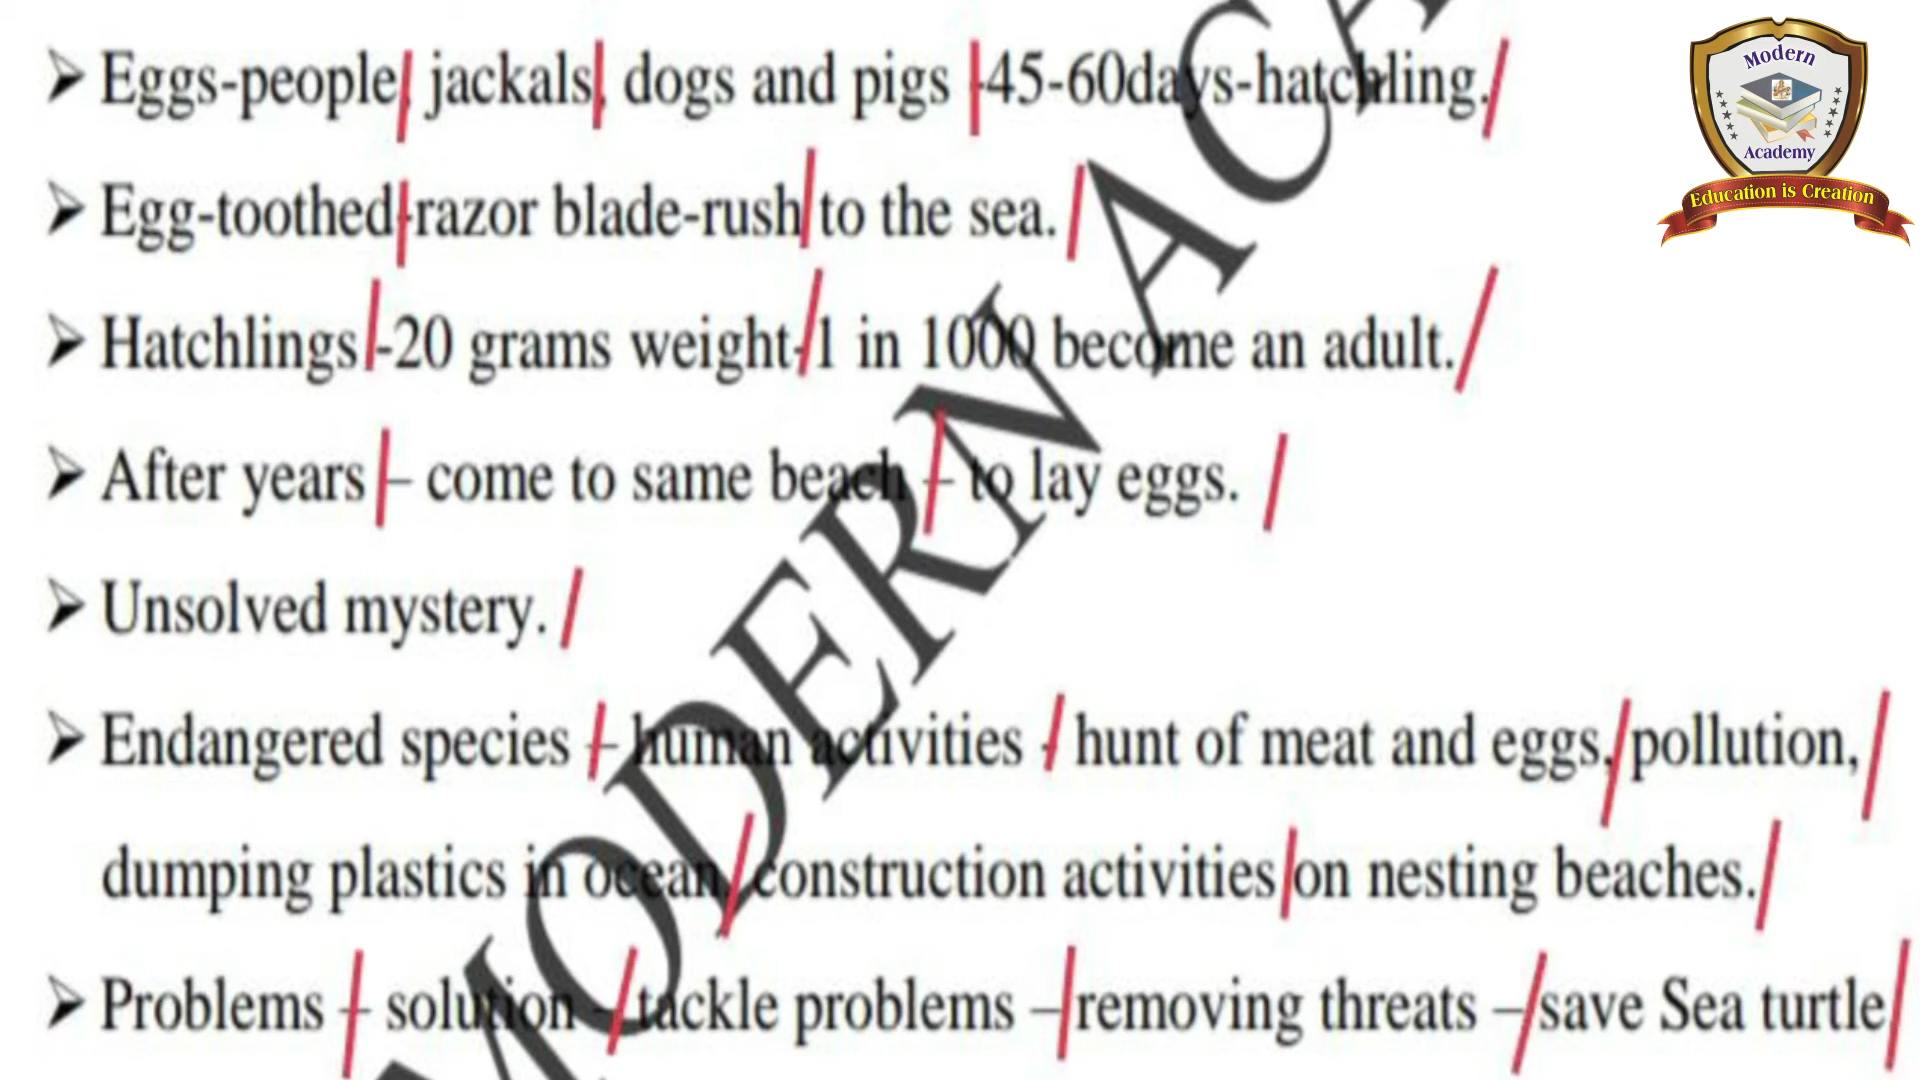 ➢ Eggs-people, jackals, dogs and pigs -45-60days-hatchling.
➢ Egg-toothed-razor blade-rush to the sea.
➢ Hatchlings -20 grams weight-1 in 1000 become an adult.
➢ After years – come to same beach – to lay eggs.
➢ Unsolved mystery.
➢ Endangered species – human activities - hunt of meat and eggs, pollution,
dumping plastics in ocean, construction activities on nesting beaches.
➢ Problems – solution – tackle problems – removing threats – save Sea turtle
MODERN ACA
Modern
Academy
Education is Creation